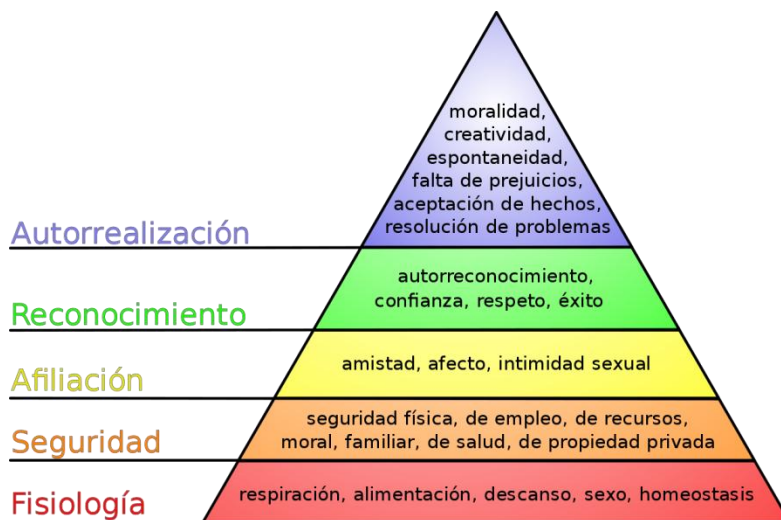 moralidad,
creatividad,
espontaneidad,
falta de prejuicios,
aceptación de hechos,
resolución de problemas
Autorrealización
autorreconocimiento,
confianza, respeto, éxito
Reconocimiento
amistad, afecto, intimidad sexual
Afiliación
seguridad física, de empleo, de recursos,
moral, familiar, de salud, de propiedad privada
Seguridad
respiración, alimentación, descanso, sexo, homeostasis
Fisiología